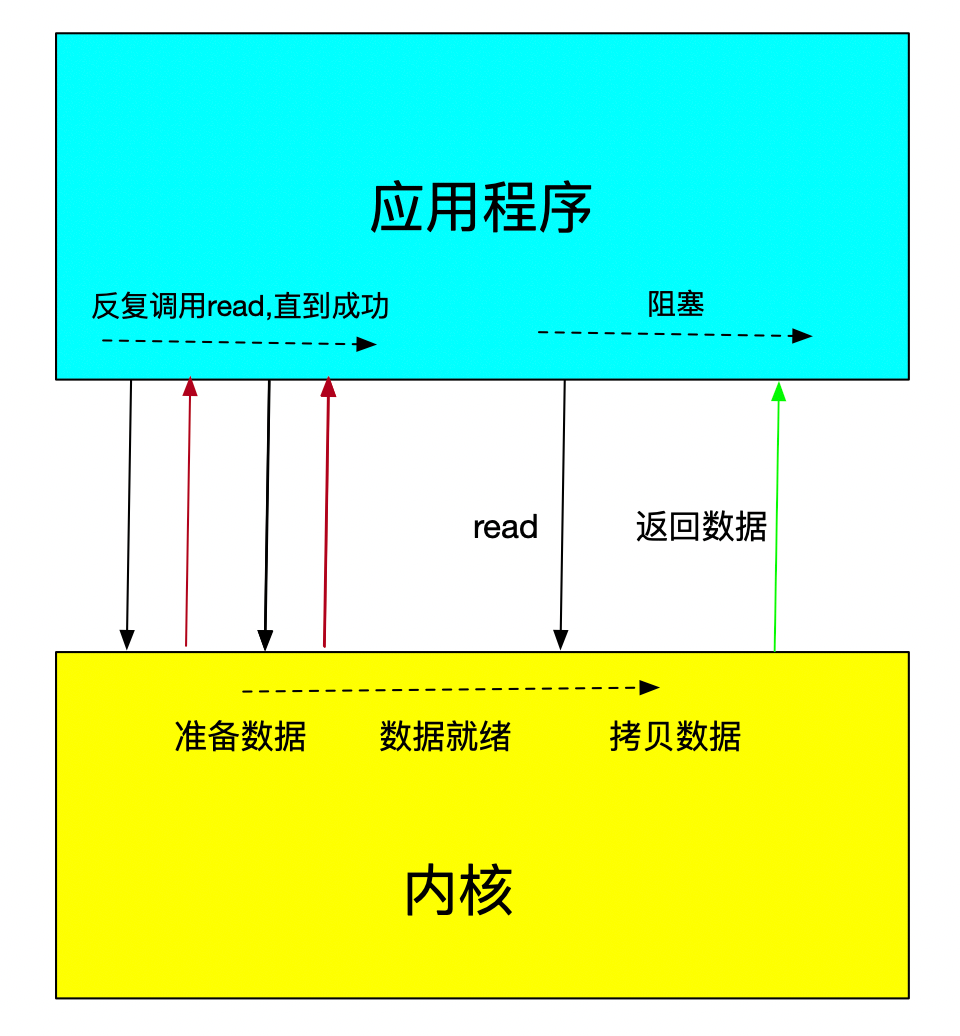 应用程序
反复调用read,直到成功
阻塞
read
返回数据
准备数据
数据就绪
拷贝数据
内核